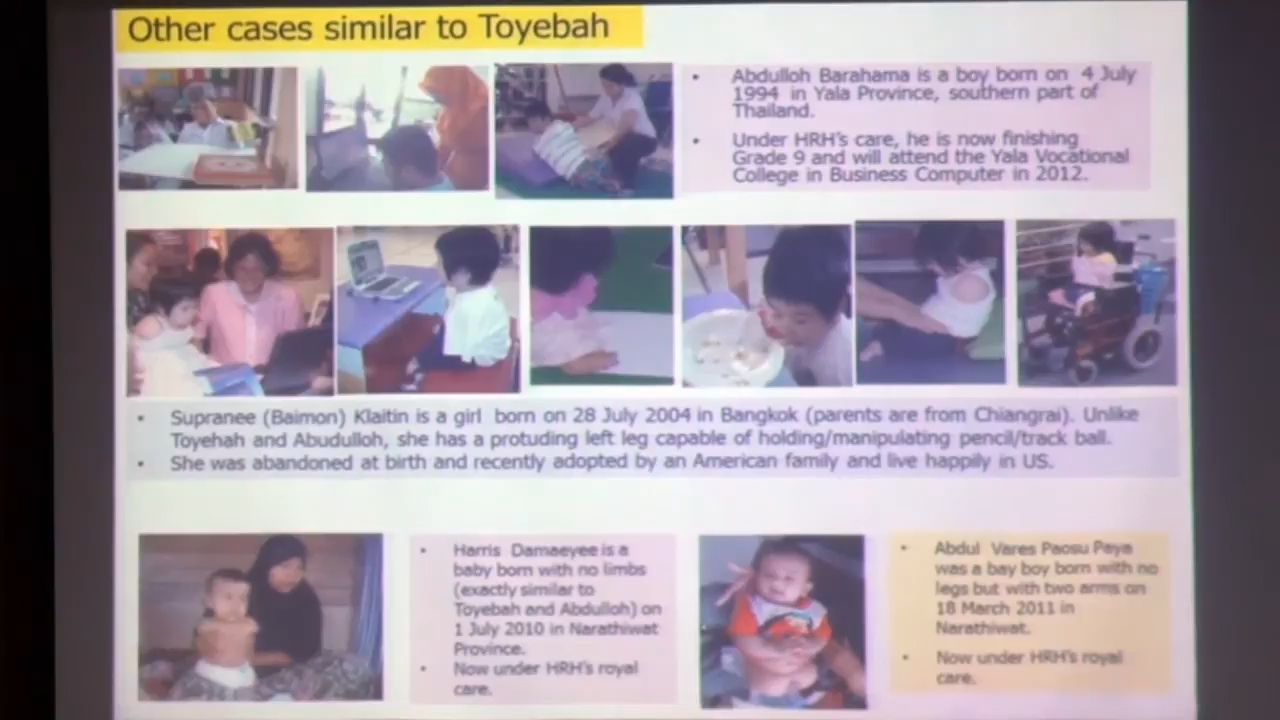 Other cases similar to Toyebah
• Abdulloh Barahama is a boy born on 4 July
1994 in Yala Province, southern part of
Thailand.
• Under HRH's care, he is now finishing
Grade 9 and will attend the Yala Vocational
College in Business Computer in 2012.
• Supranee (Baimon) Klaitin is a girl born on 28 July 2004 in Bangkok (parents are from Chiangrai). Unlike
Toyehah and Abudulloh, she has a protuding left leg capable of holding/manipulating pencil/track ball.
• She was abandoned at birth and recently adopted by an American family and live happily in US.
• Harris Damaeyee is a
baby born with no limbs
(exactly similar to
Toyebah and Abdulloh) on
1 July 2010 in Narathiwat
Province.
• Now under HRH's royal
care.
• Abdul Vares Paosu Paya
was a bay boy born with no
legs but with two arms on
18 March 2011 in
Narathiwat.
• Now under HRH's royal
care.